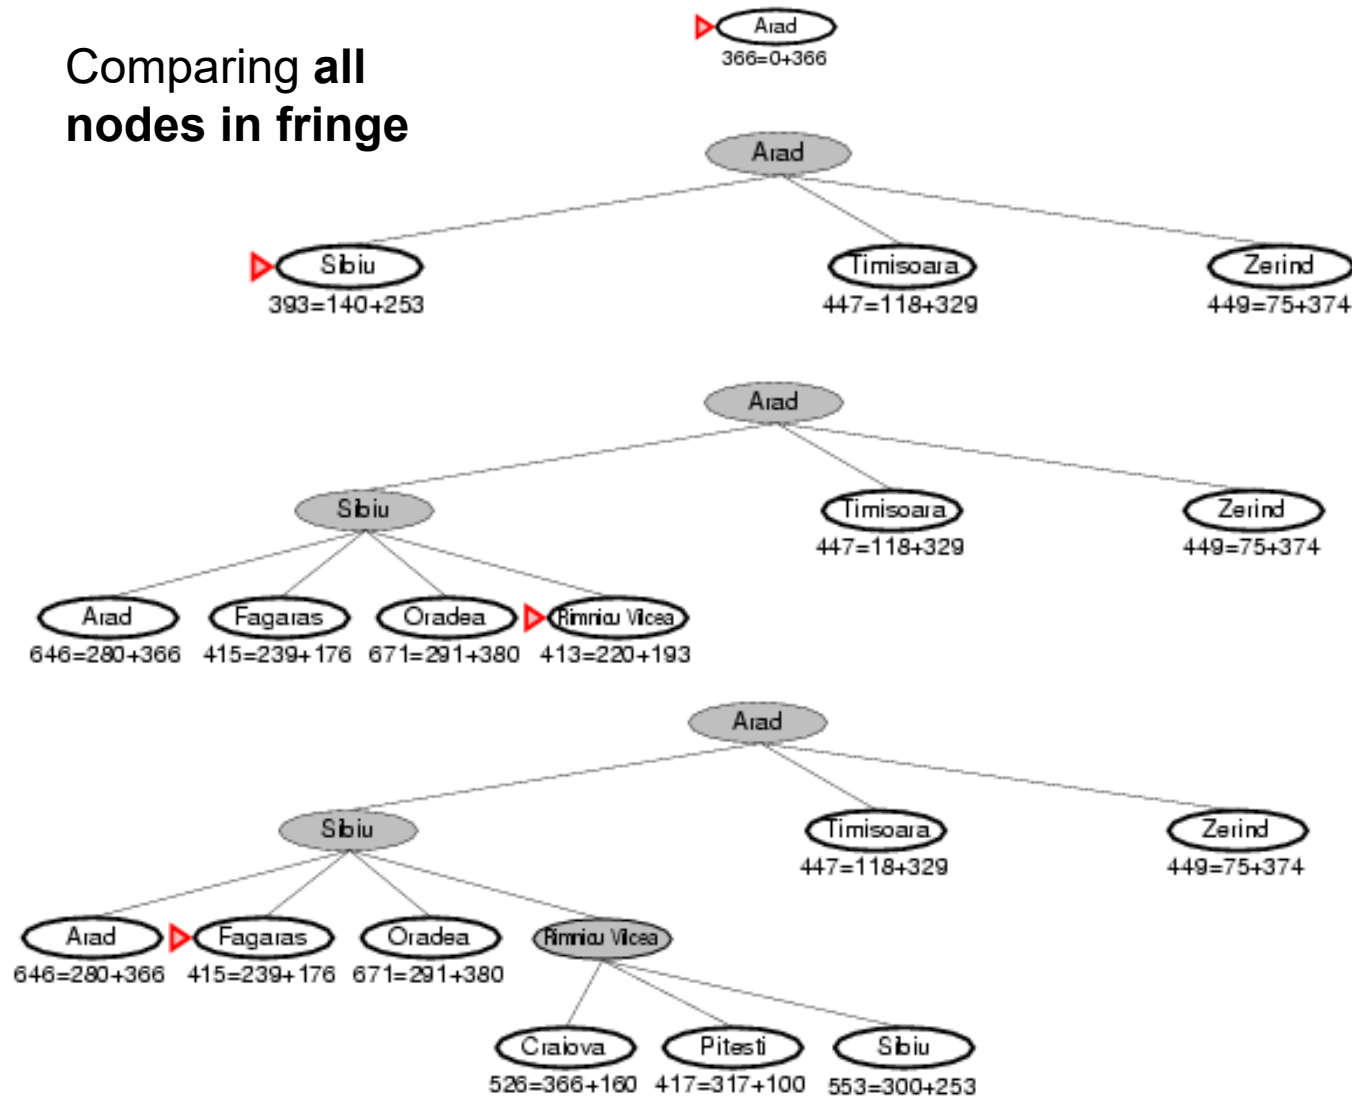 Comparing all
nodes in fringe
Arad
366=0+366
Arad
Sibiu Timisoara Zerind
393=140+253 447=118+329 449=75+374
Arad
Sibiu Timisoara Zerind
447=118+329 449=75+374
Arad Fagaras Oradea Rimnicu Vilcea
646=280+366 415=239+176 671=291+380 413=220+193
Arad
Sibiu Timisoara Zerind
447=118+329 449=75+374
Arad Fagaras Oradea Rimnicu Vilcea
646=280+366 415=239+176 671=291+380
Craiova Pitesti Sibiu
526=366+160 417=317+100 553=300+253